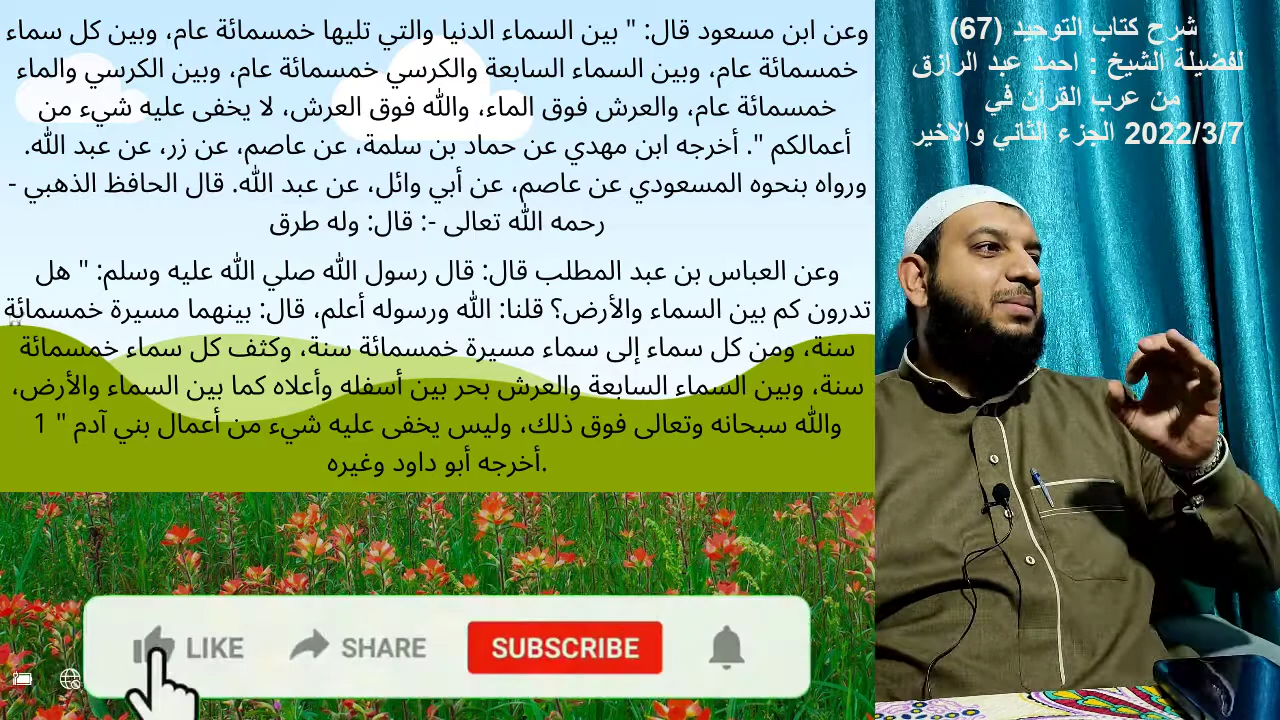 وعن ابن مسعود قال: " بين السماء الدنيا والتي تليها خمسمائة عام، وبين كل سماء
خمسمائة عام، وبين السماء السابعة والكرسي خمسمائة عام، وبين الكرسي والماء
خمسمائة عام، والعرش فوق الماء، والله فوق العرش، لا يخفى عليه شيء من
أعمالكم ". أخرجه ابن مهدي عن حماد بن سلمة، عن عاصم، عن زر، عن عبد الله.
ورواه بنحوه المسعودي عن عاصم، عن أبي وائل، عن عبد الله. قال الحافظ الذهبي -
رحمه الله تعالى -: قال: وله طرق
وعن العباس بن عبد المطلب قال: قال رسول الله صلي الله عليه وسلم: " هل
تدرون كم بين السماء والأرض؟ قلنا: الله ورسوله أعلم، قال: بينهما مسيرة خمسمائة
سنة، ومن كل سماء إلى سماء مسيرة خمسمائة سنة، وكثف كل سماء خمسمائة
سنة، وبين السماء السابعة والعرش بحر بين أسفله وأعلاه كما بين السماء والأرض،
والله سبحانه وتعالى فوق ذلك، وليس يخفى عليه شيء من أعمال بني آدم " 1
.أخرجه أبو داود وغيره
شرح كتاب التوحيد (67)
لفضيلة الشيخ : احمد عبد الرازق
من عرب القرآن في
2022/3/7 الجزء الثاني والاخير
LIKE SHARE SUBSCRIBE